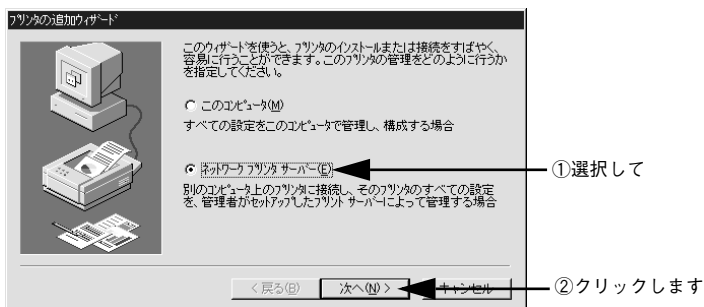 プリンタの追加ウィザード
このウィザードを使うと、プリンタのインストールまたは接続をすばやく、
容易に行うことができます。このプリンタの管理をどのように行うか
を指定してください。
このコンピュータ(M)
すべての設定をこのコンピュータで管理し、構成する場合
ネットワーク プリンタ サーバー(E)
①選択して
別のコンピュータ上のプリンタに接続し、そのプリンタのすべての設定
を、管理者がセットアップしたプリント サーバーによって管理する場合
< 戻る(B)
次へ(N) >
キャンセル
②クリックします